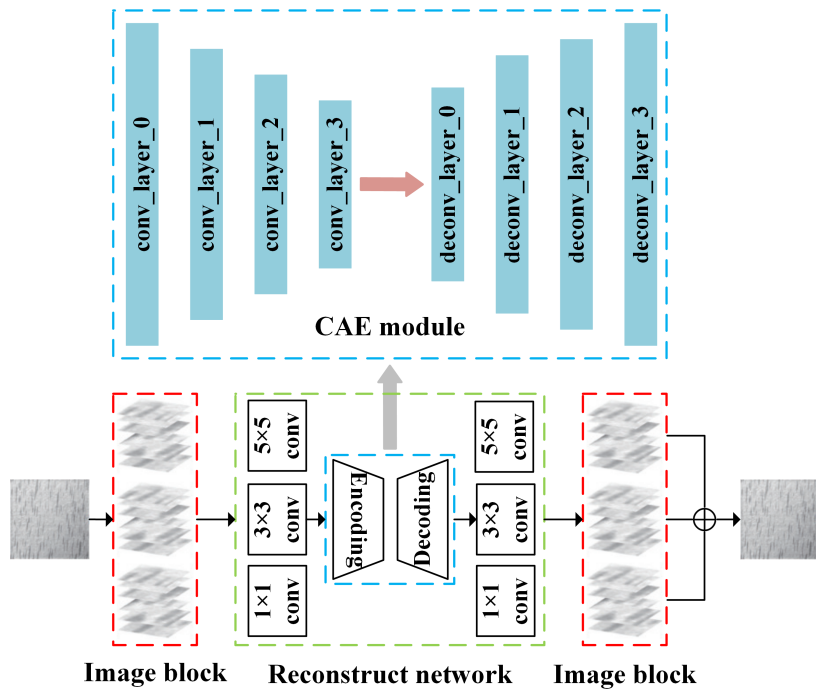 conv_layer_0
conv_layer_1
conv_layer_2
conv_layer_3
deconv_layer_0
deconv_layer_1
deconv_layer_2
deconv_layer_3
CAE module
5×5
conv
3×3
conv
1×1
conv
Encoding
Decoding
5×5
conv
3×3
conv
1×1
conv
Image block
Reconstruct network
Image block